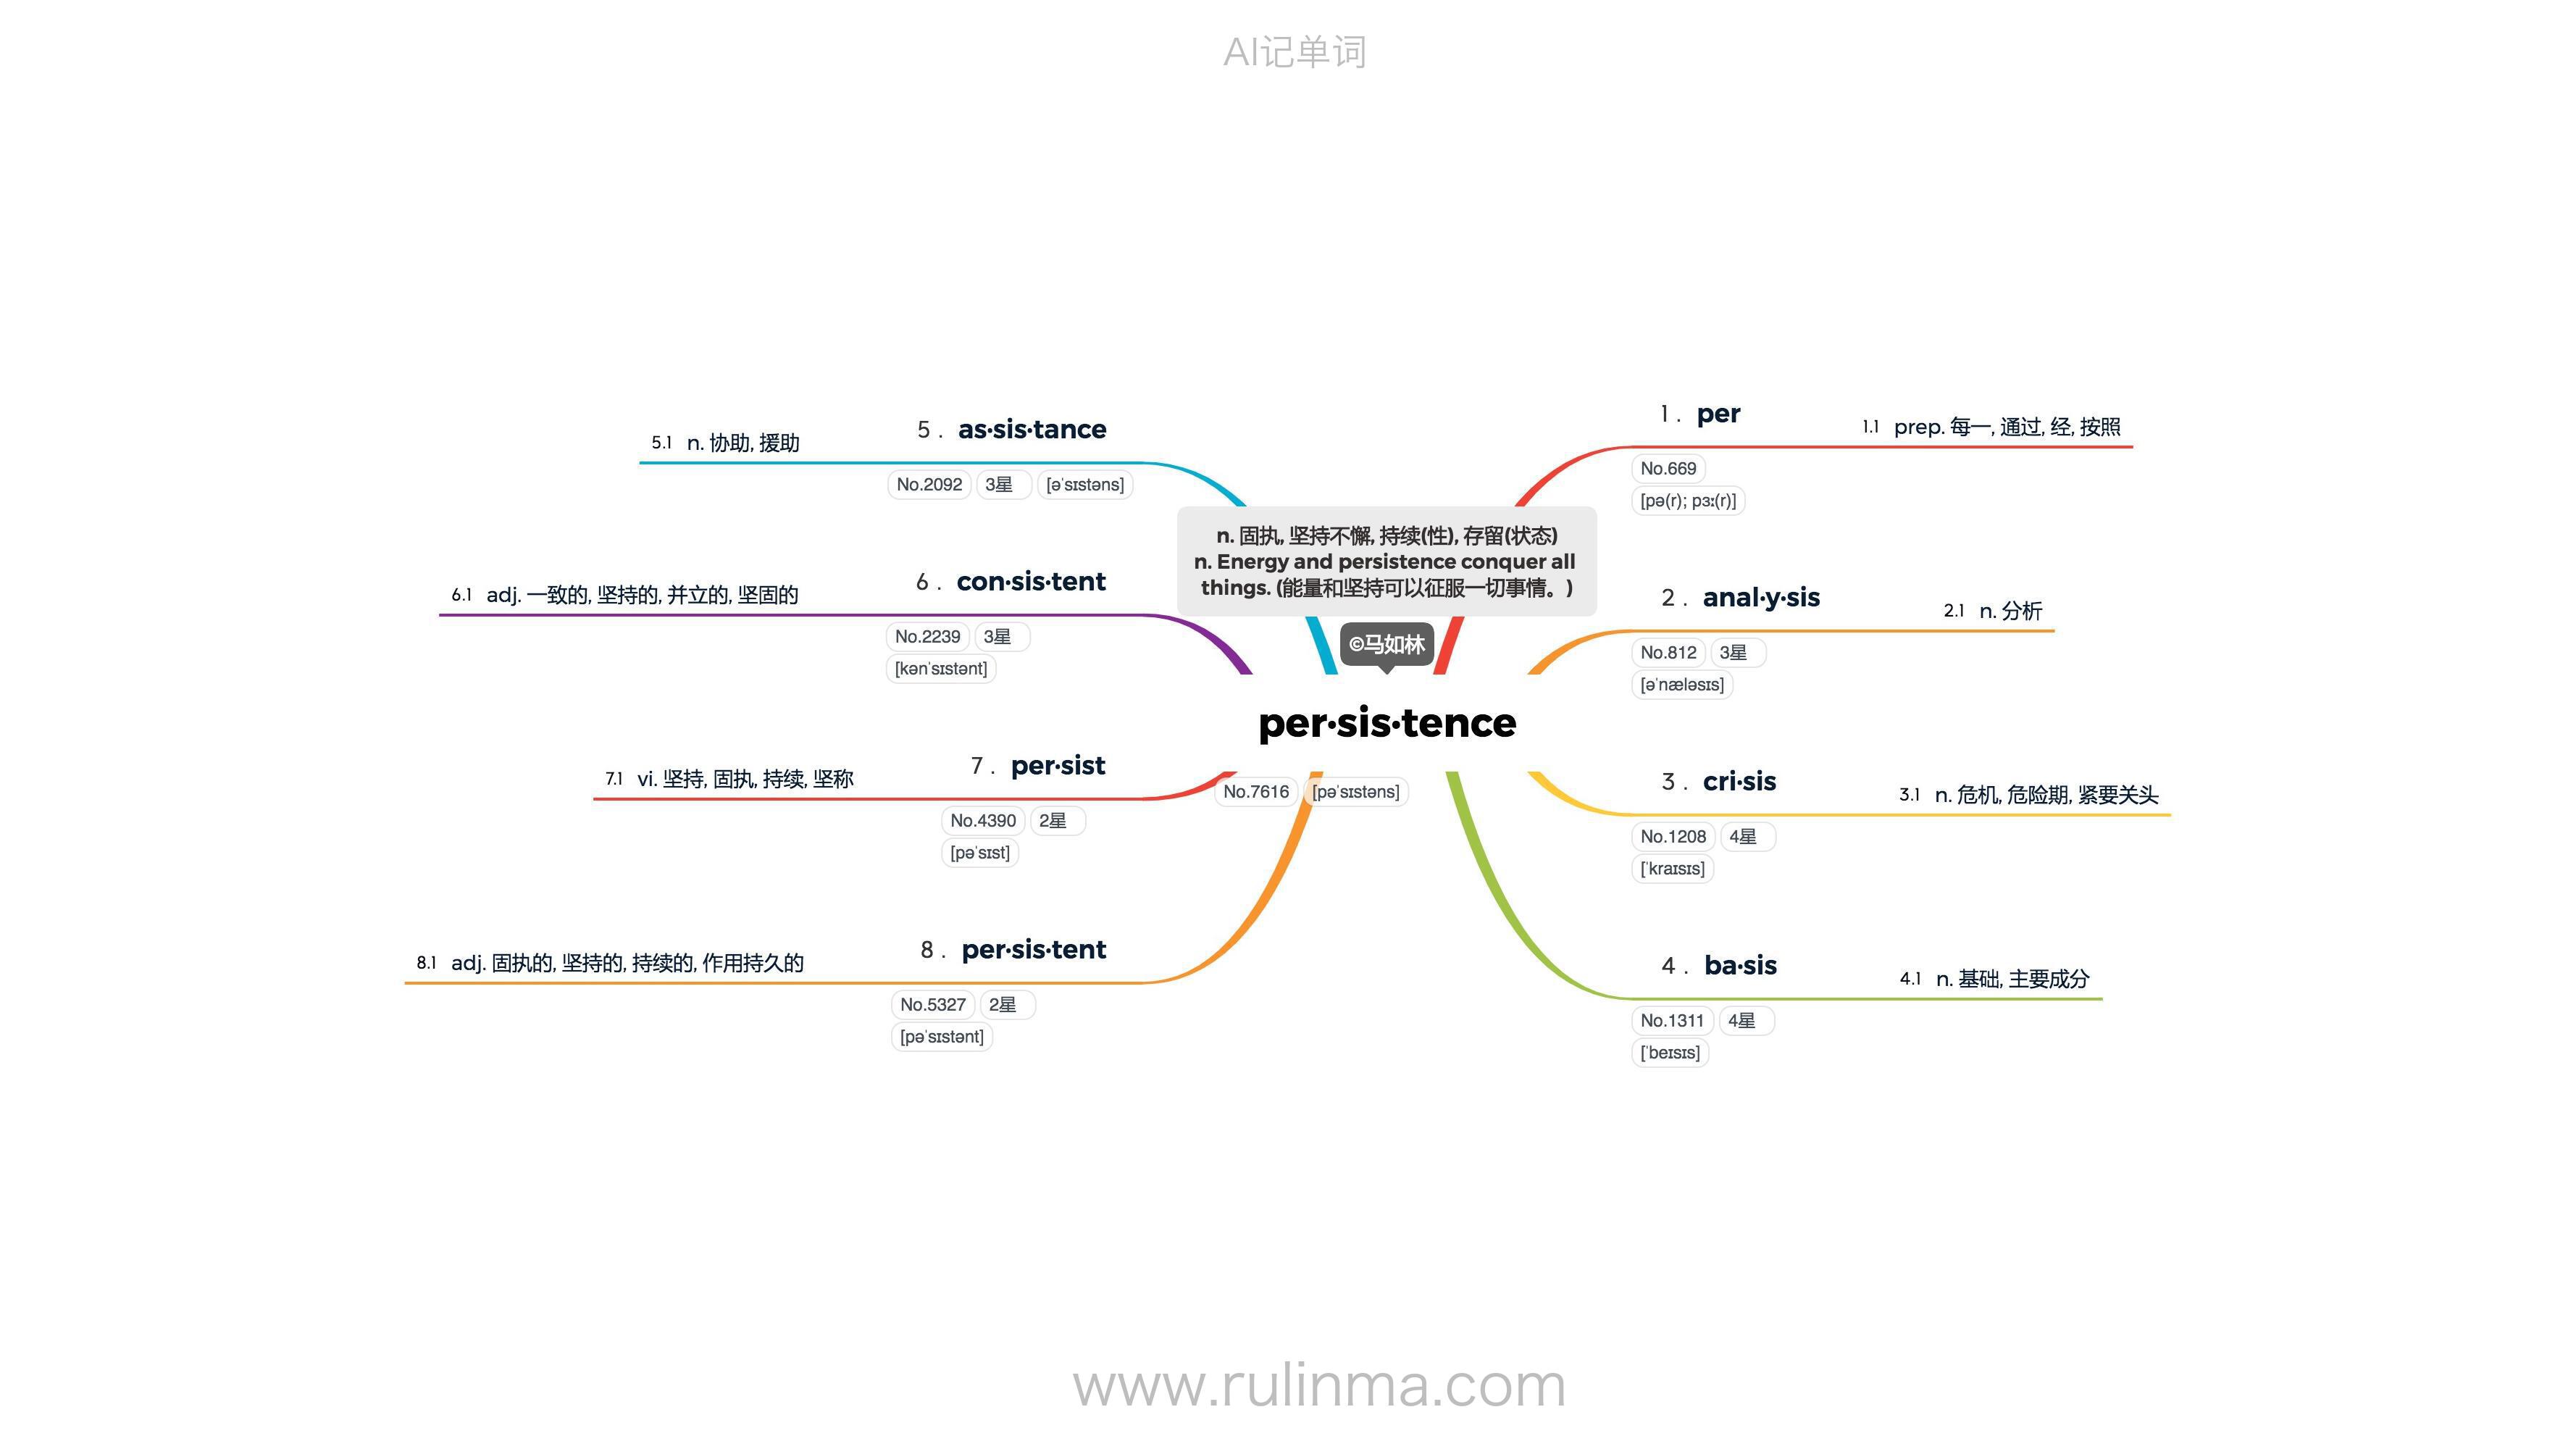 AI记单词
n. 固执, 坚持不懈, 持续(性), 存留(状态)
n. Energy and persistence conquer all
things. (能量和坚持可以征服一切事情。)
©马如林
per·sis·tence
No.7616 [pəˈsɪstəns]
1 . per
1.1 prep. 每一, 通过, 经, 按照
No.669
[pə(r); pɜː(r)]
2 . anal·y·sis
2.1 n. 分析
No.812 3星
[əˈnæləsɪs]
3 . cri·sis
3.1 n. 危机, 危险期, 紧要关头
No.1208 4星
[ˈkraɪsɪs]
4 . ba·sis
4.1 n. 基础, 主要成分
No.1311 4星
[ˈbeɪsɪs]
5 . as·sis·tance
5.1 n. 协助, 援助
No.2092 3星 [əˈsɪstəns]
6 . con·sis·tent
6.1 adj. 一致的, 坚持的, 并立的, 坚固的
No.2239 3星
[kənˈsɪstənt]
7 . per·sist
7.1 vi. 坚持, 固执, 持续, 坚称
No.4390 2星
[pəˈsɪst]
8 . per·sis·tent
8.1 adj. 固执的, 坚持的, 持续的, 作用持久的
No.5327 2星
[pəˈsɪstənt]
www.rulinma.com